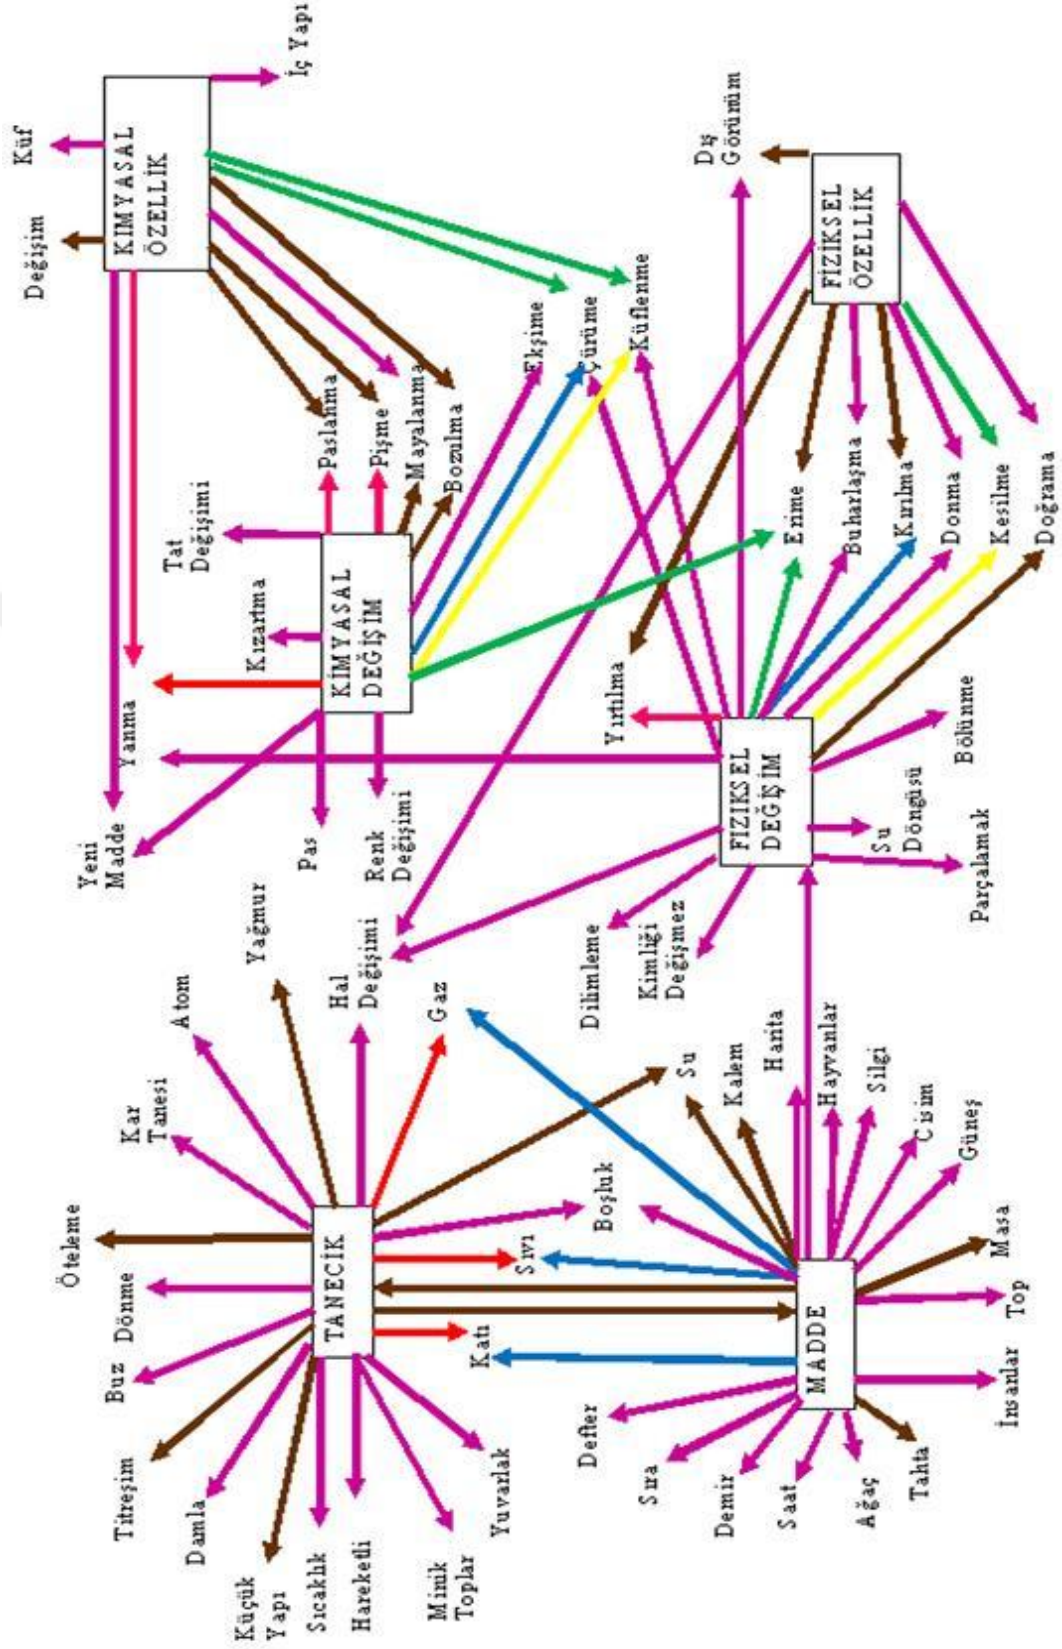 Küçük
Yapı
Sıcaklık
Hareketli
Minik
Toplar
Yuvarlak
Damla
Titreşim
Buz
Dönme
Öteleme
Kar
Tanesi
Atom
Yağmur
Hal
Değişimi
Gaz
TANECİK
Katı
Sıvı
Boşluk
Su
Kalem
Harita
Hayvanlar
Silgi
Cisim
Güneş
Masa
Top
İnsanlar
Tahta
Ağaç
Saat
Demir
Sıra
Defter
MADDE
Yeni
Madde
Yanma
Pas
Renk
Değişimi
Kızartma
Tat
Değişimi
KİMYASAL
DEĞİŞİM
Paslanma
Pişme
Mayalanma
Bozulma
Ekşime
Çürüme
Küflenme
Değişim
Küf
İç Yapı
KİMYASAL
ÖZELLİK
Dilimleme
Kimliği
Değişmez
Yırtılma
FİZİKSEL
DEĞİŞİM
Su
Döngüsü
Parçalamak
Bölünme
Erime
Buharlaşma
Kırılma
Donma
Kesilme
Doğrama
Dış
Görünüm
FİZİKSEL
ÖZELLİK